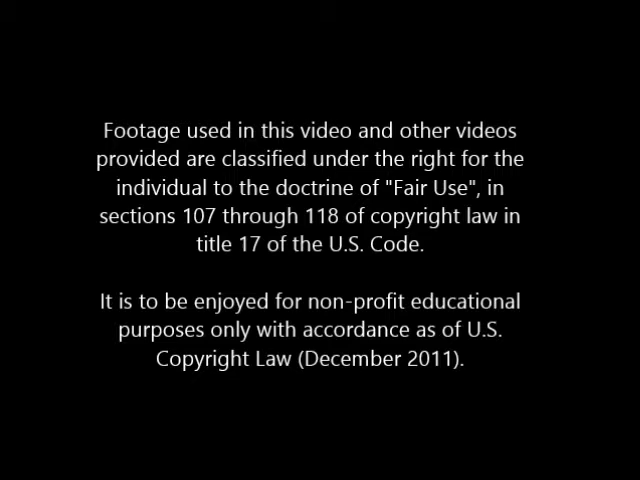 Footage used in this video and other videos
provided are classified under the right for the
individual to the doctrine of "Fair Use", in
sections 107 through 118 of copyright law in
title 17 of the U.S. Code.
It is to be enjoyed for non-profit educational
purposes only with accordance as of U.S.
Copyright Law (December 2011).